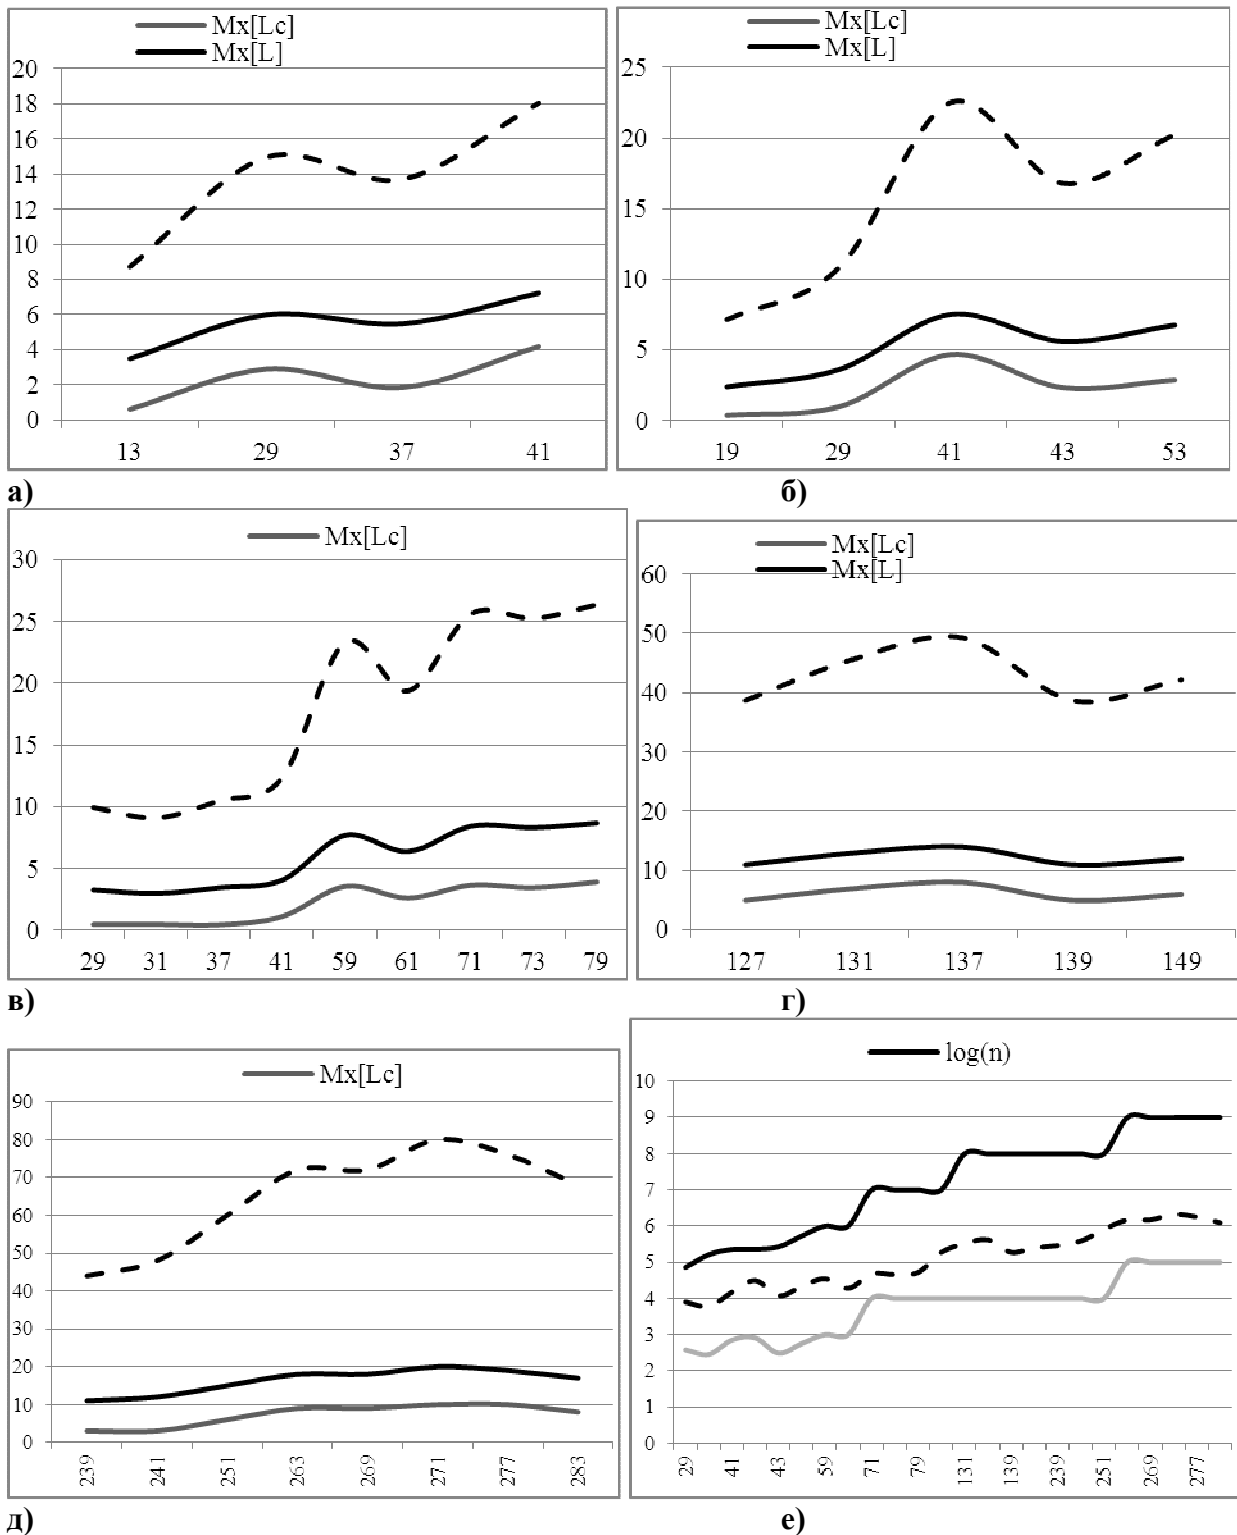 Mx[Lc]
Mx[L]
20
18
16
14
12
10
8
6
4
2
0
13 29 37 41
а)
Mx[Lc]
Mx[L]
25
20
15
10
5
0
19 29 41 43 53
б)
Mx[Lc]
30
25
20
15
10
5
0
29 31 37 41 59 61 71 73 79
в)
Mx[Lc]
Mx[L]
60
50
40
30
20
10
0
127 131 137 139 149
г)
Mx[Lc]
90
80
70
60
50
40
30
20
10
0
239 241 251 263 269 271 277 283
д)
log(n)
10
9
8
7
6
5
4
3
2
1
0
29 41 43 59 71 79 131 139 239 251 269 277
е)